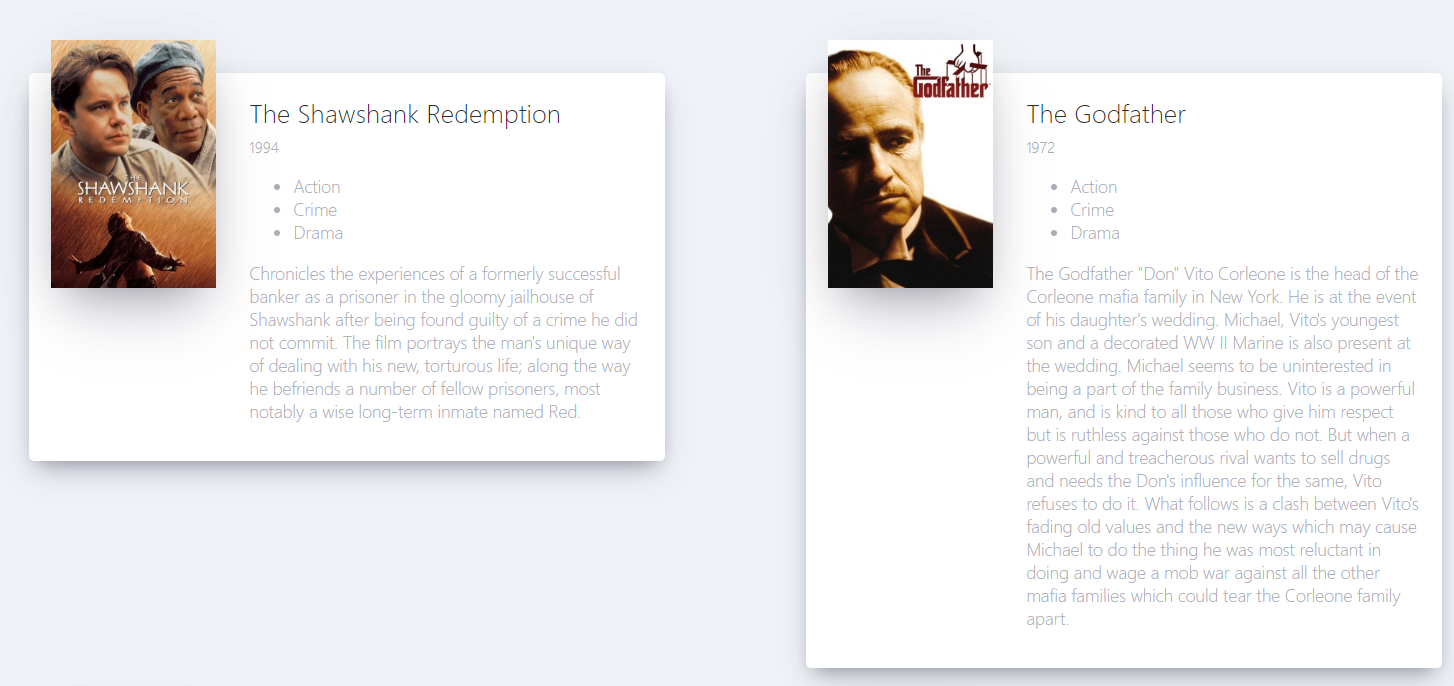 THE
SHAWSHANK
REDEMPTION
The Shawshank Redemption
1994
Action
Crime
Drama
Chronicles the experiences of a formerly successful
banker as a prisoner in the gloomy jailhouse of
Shawshank after being found guilty of a crime he did
not commit. The film portrays the man's unique way
of dealing with his new, torturous life; along the way
he befriends a number of fellow prisoners, most
notably a wise long-term inmate named Red.
The
Godfather
The Godfather
1972
Action
Crime
Drama
The Godfather "Don" Vito Corleone is the head of the
Corleone mafia family in New York. He is at the event
of his daughter's wedding. Michael, Vito's youngest
son and a decorated WW II Marine is also present at
the wedding. Michael seems to be uninterested in
being a part of the family business. Vito is a powerful
man, and is kind to all those who give him respect
but is ruthless against those who do not. But when a
powerful and treacherous rival wants to sell drugs
and needs the Don's influence for the same, Vito
refuses to do it. What follows is a clash between Vito's
fading old values and the new ways which may cause
Michael to do the thing he was most reluctant in
doing and wage a mob war against all the other
mafia families which could tear the Corleone family
apart.